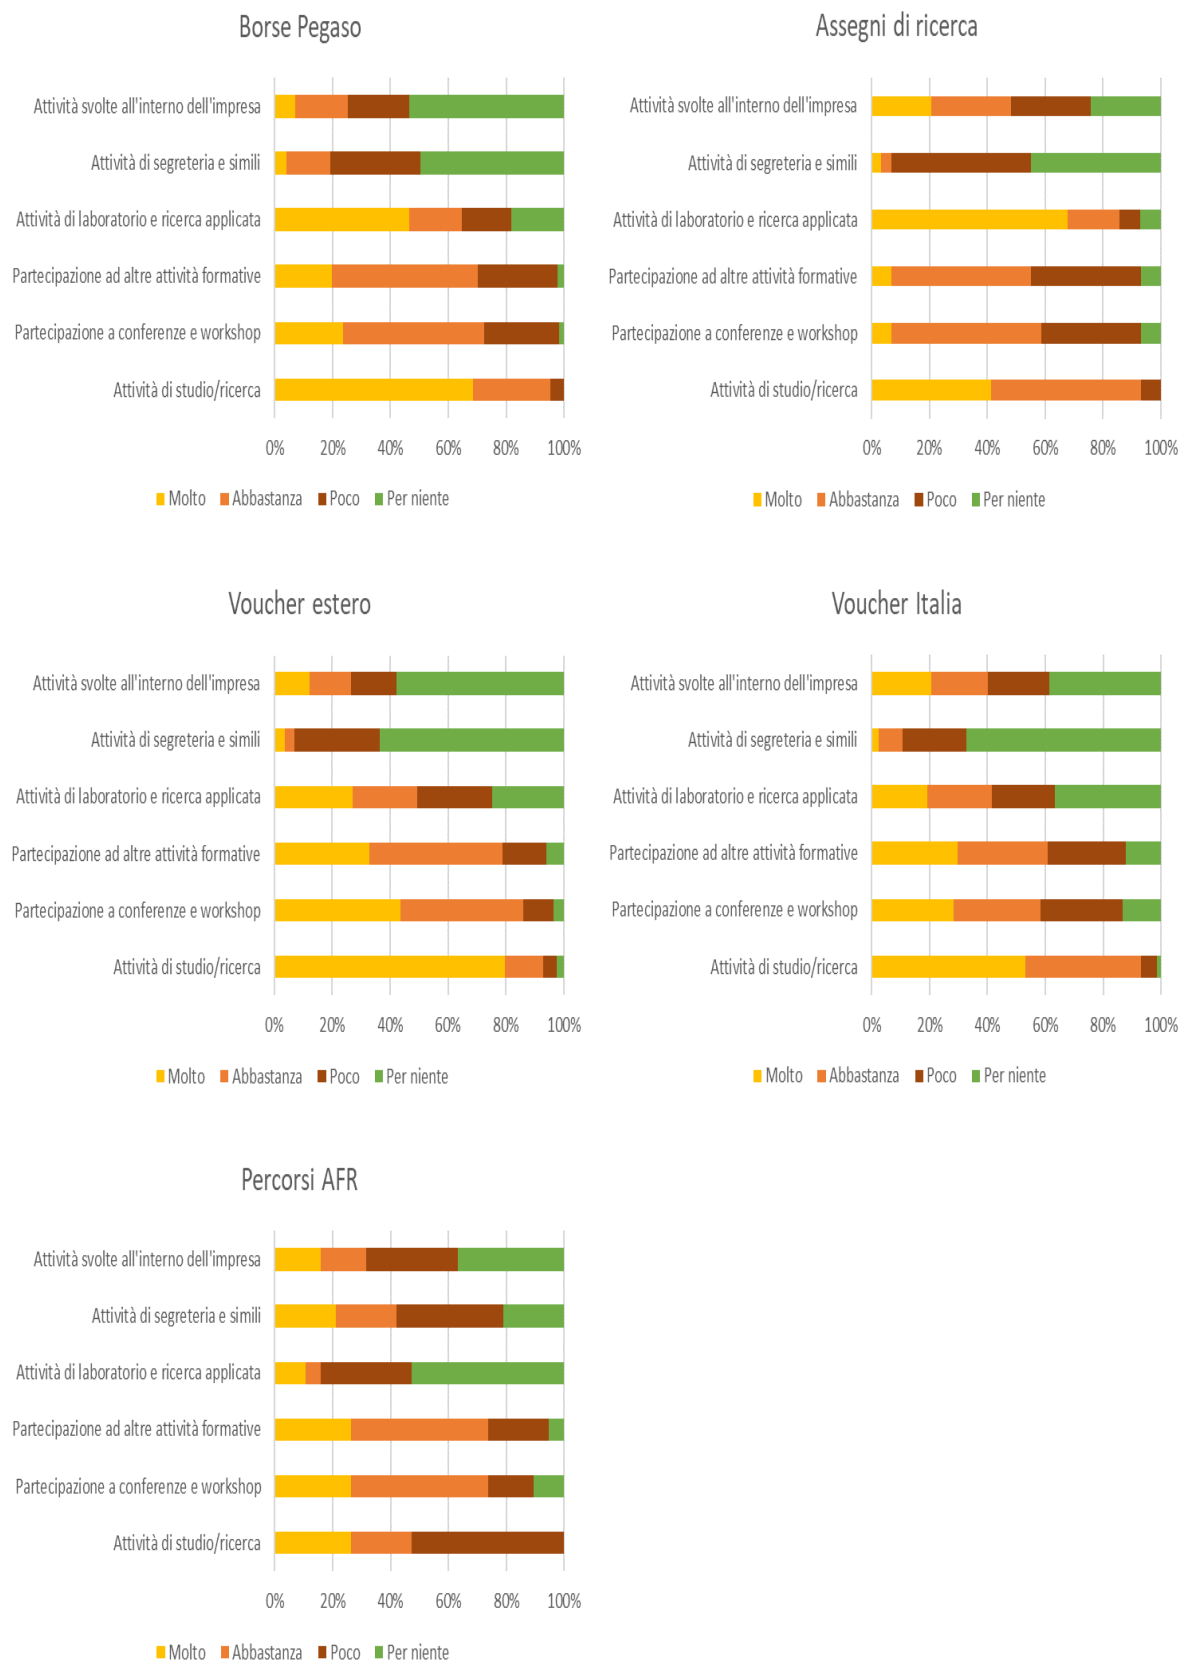 Borse Pegaso
Attività svolte all'interno dell'impresa
Attività di segreteria e simili
Attività di laboratorio e ricerca applicata
Partecipazione ad altre attività formative
Partecipazione a conferenze e workshop
Attività di studio/ricerca
0% 20% 40% 60% 80% 100%
Molto Abbastanza Poco Per niente
Assegni di ricerca
Attività svolte all'interno dell'impresa
Attività di segreteria e simili
Attività di laboratorio e ricerca applicata
Partecipazione ad altre attività formative
Partecipazione a conferenze e workshop
Attività di studio/ricerca
0% 20% 40% 60% 80% 100%
Molto Abbastanza Poco Per niente
Voucher estero
Attività svolte all'interno dell'impresa
Attività di segreteria e simili
Attività di laboratorio e ricerca applicata
Partecipazione ad altre attività formative
Partecipazione a conferenze e workshop
Attività di studio/ricerca
0% 20% 40% 60% 80% 100%
Molto Abbastanza Poco Per niente
Voucher Italia
Attività svolte all'interno dell'impresa
Attività di segreteria e simili
Attività di laboratorio e ricerca applicata
Partecipazione ad altre attività formative
Partecipazione a conferenze e workshop
Attività di studio/ricerca
0% 20% 40% 60% 80% 100%
Molto Abbastanza Poco Per niente
Percorsi AFR
Attività svolte all'interno dell'impresa
Attività di segreteria e simili
Attività di laboratorio e ricerca applicata
Partecipazione ad altre attività formative
Partecipazione a conferenze e workshop
Attività di studio/ricerca
0% 20% 40% 60% 80% 100%
Molto Abbastanza Poco Per niente